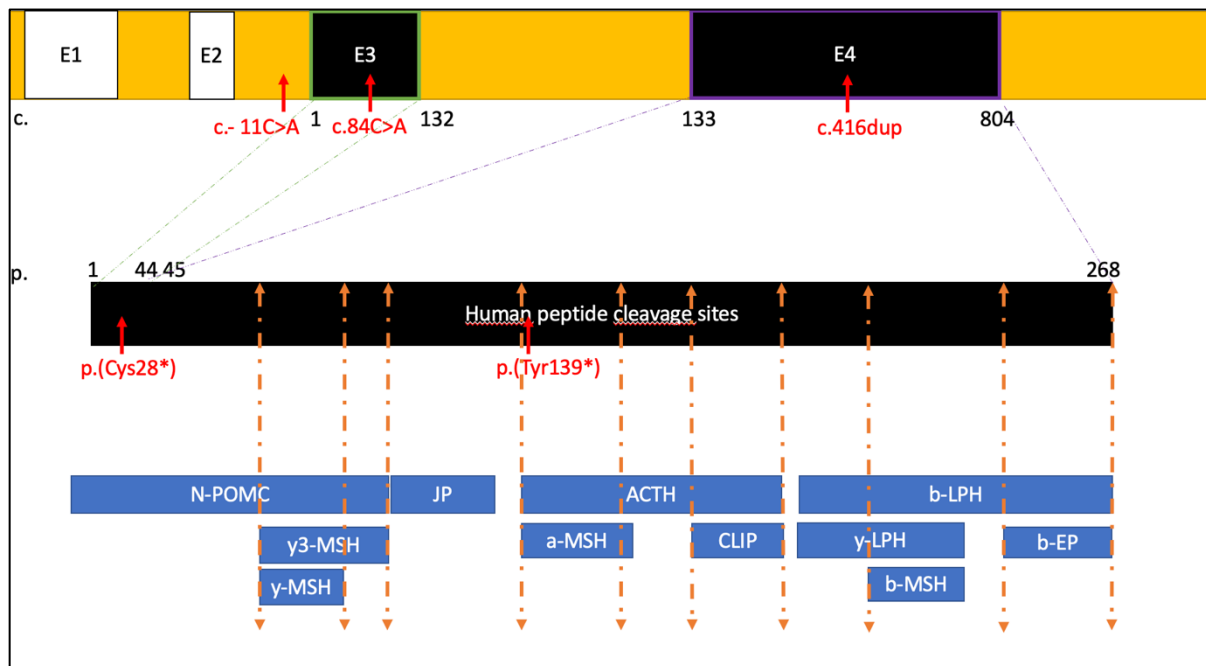 E1 E2 E3 E4
c. 1 132 133 804
c.- 11C>A c.84C>A c.416dup
p. 1 44 45 268
Human peptide cleavage sites
p.(Cys28*) p.(Tyr139*)
N-POMC JP ACTH b-LPH
y3-MSH a-MSH CLIP y-LPH b-EP
y-MSH b-MSH